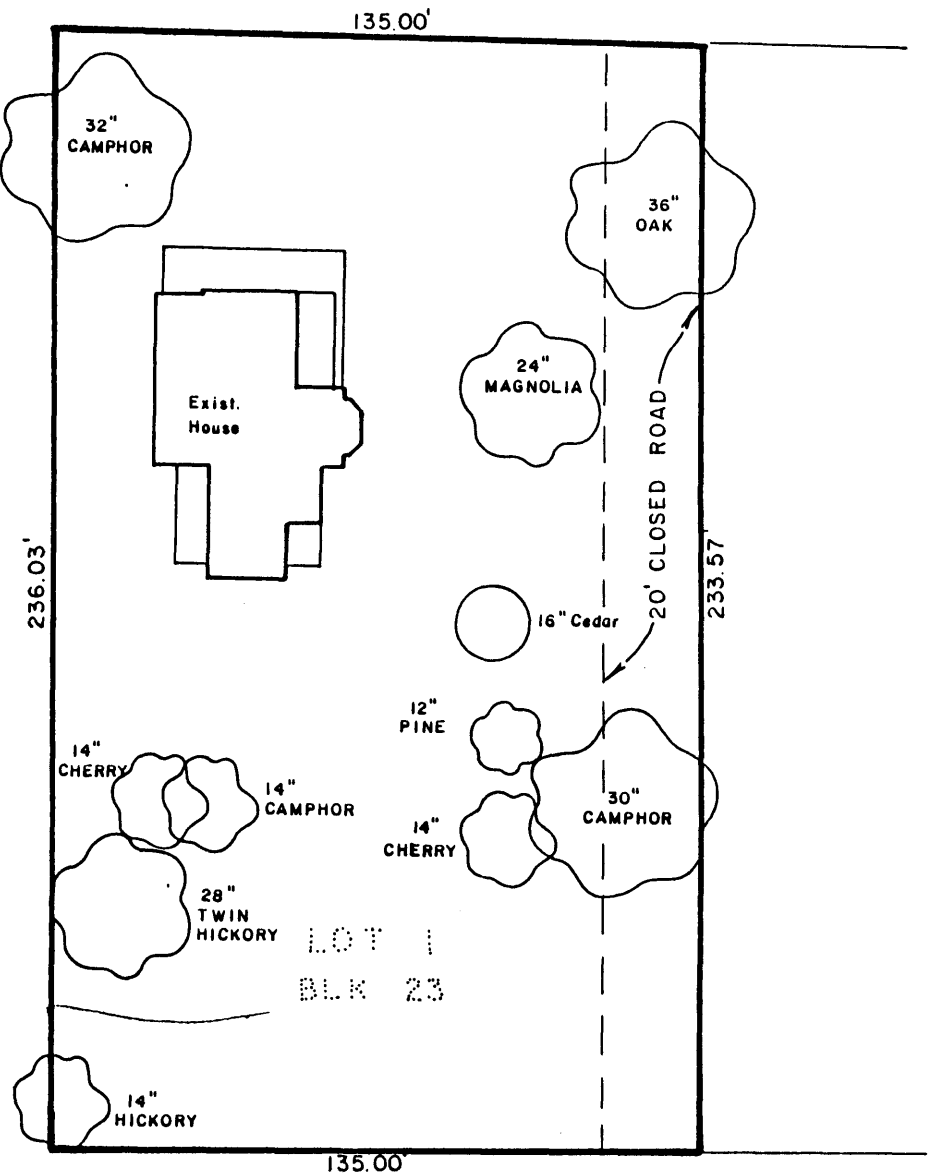 135.00'
32"
CAMPHOR
36"
OAK
24"
MAGNOLIA
Exist.
House
20' CLOSED ROAD
236.03'
233.57'
16" Cedar
12"
PINE
14"
CHERRY
14"
CAMPHOR
30"
CAMPHOR
14"
CHERRY
28"
TWIN
HICKORY
LOT 1
BLK 23
14"
HICKORY
135.00'